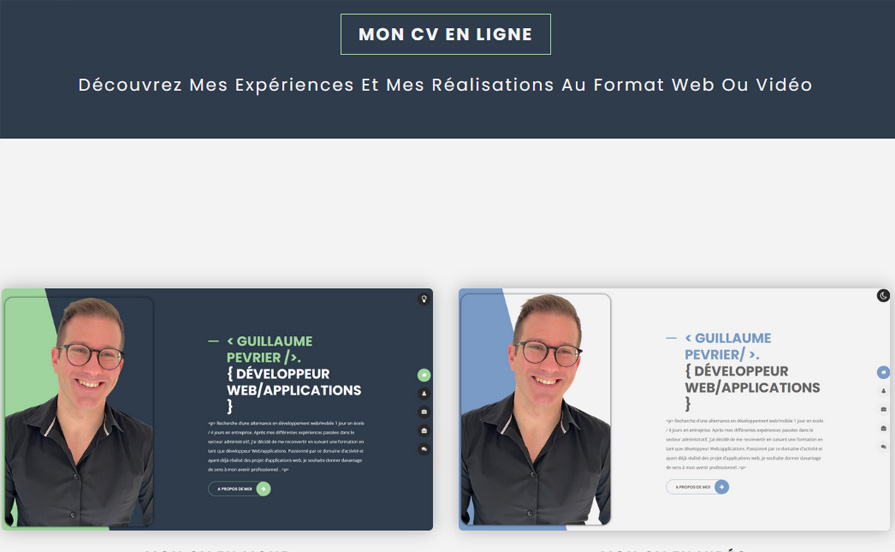 MON CV EN LIGNE
Découvrez Mes Expériences Et Mes Réalisations Au Format Web Ou Vidéo
< GUILLAUME
PEVRIER />.
{ DÉVELOPPEUR
WEB/APPLICATIONS
}
<p> Recherche d'une alternance en développement web/mobile 1 jour en école
/ 4 jours en entreprise. Après mes différentes expériences passées dans le
secteur administratif, j'ai décidé de me reconvertir en suivant une formation en
tant que développeur Web/applications. Passionné par ce domaine d'activité et
ayant déjà réalisé des projet d'applications web, je souhaite donner davantage
de sens à mon avenir professionnel .<p>
A PROPOS DE MOI
< GUILLAUME
PEVRIER/ >.
{ DÉVELOPPEUR
WEB/APPLICATIONS
}
<p> Recherche d'une alternance en développement web/mobile 1 jour en école
/ 4 jours en entreprise. Après mes différentes expériences passées dans le
secteur administratif, j'ai décidé de me reconvertir en suivant une formation en
tant que développeur Web/applications. Passionné par ce domaine d'activité et
ayant déjà réalisé des projet d'applications web, je souhaite donner davantage
de sens à mon avenir professionnel .<p>
A PROPOS DE MOI